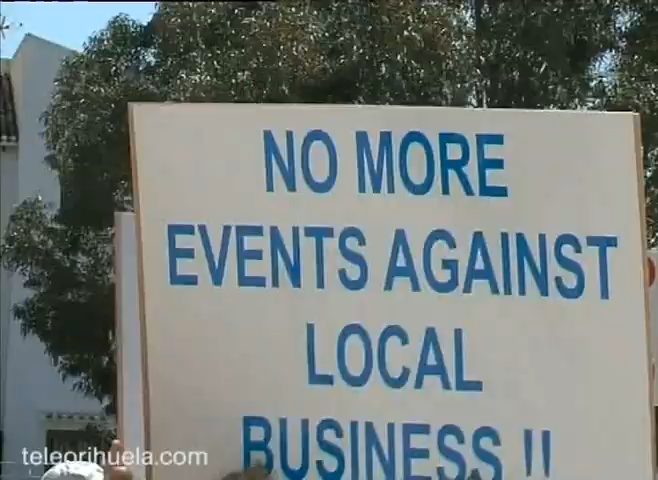 NO MORE
EVENTS AGAINST
LOCAL
BUSINESS !!
teleorihuela.com